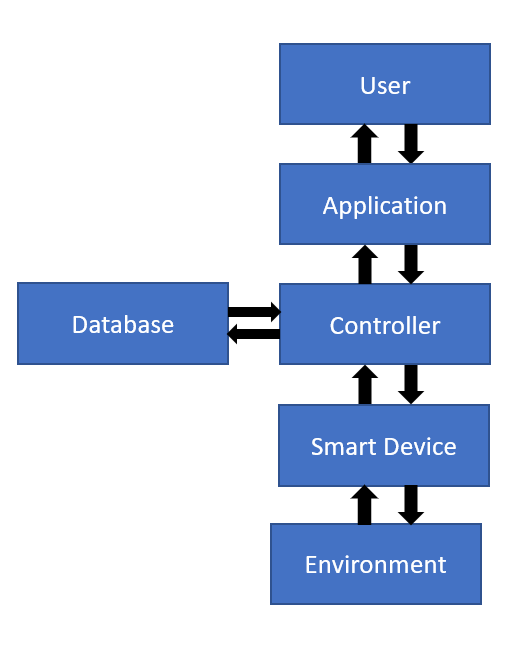 User
Application
Database
Controller
Smart Device
Environment